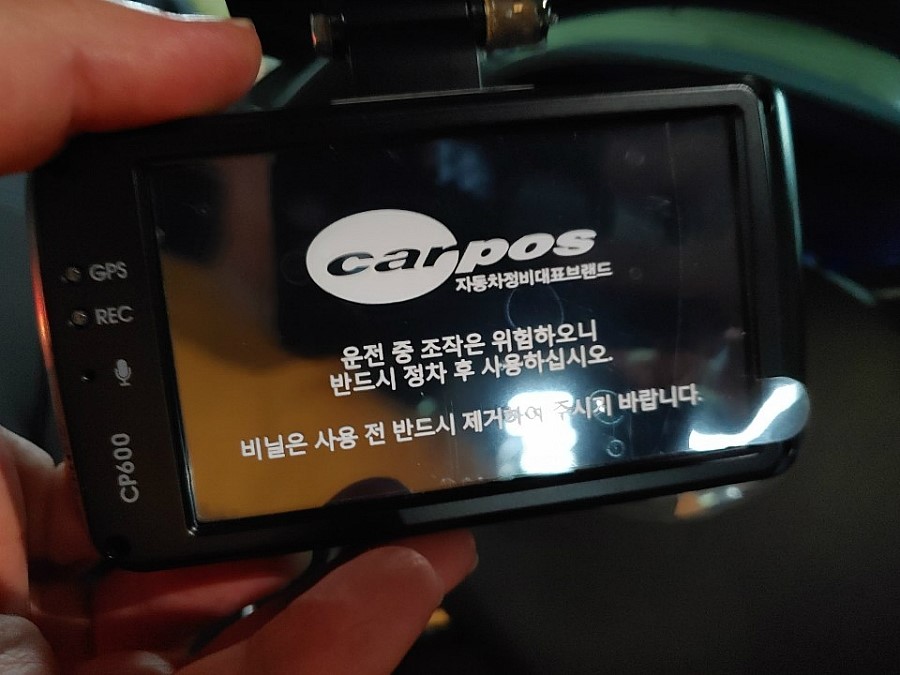 carpos
자동차정비대표브랜드
GPS
REC
CP600
운전 중 조작은 위험하오니
반드시 정차 후 사용하십시오.
비닐은 사용 전 반드시 제거하여 주시기 바랍니다.